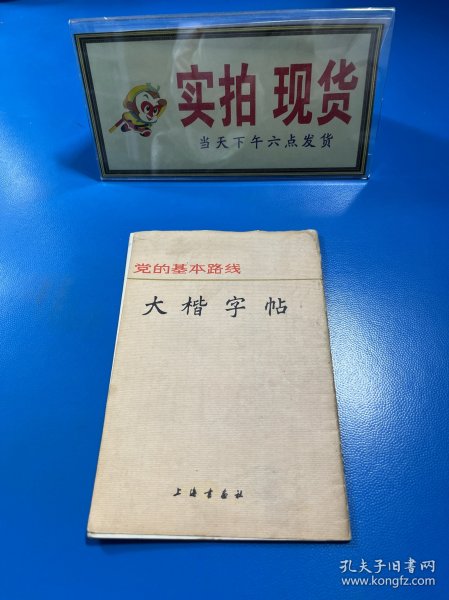 实拍 现货
当天下午六点发货
党的基本路线
大楷字帖
上海书画社
孔夫子旧书网
www.kongfz.com